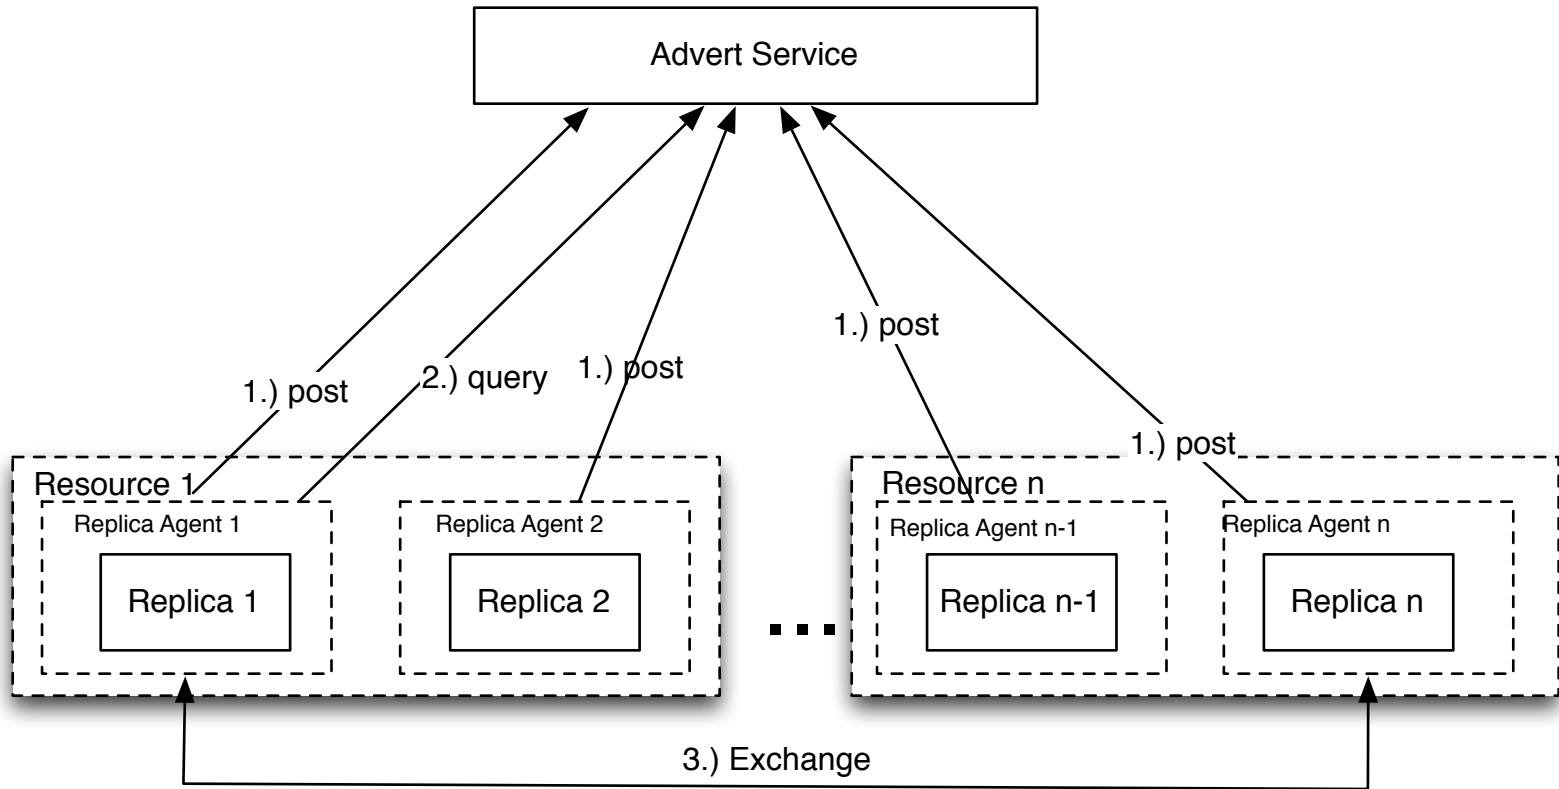 Advert Service
1.) post
1.) post
2.) query
1.) post
1.) post
Resource 1
Resource n
Replica Agent 1
Replica Agent 2
Replica Agent n-1
Replica Agent n
Replica 1
Replica 2
Replica n-1
Replica n
...
3.) Exchange